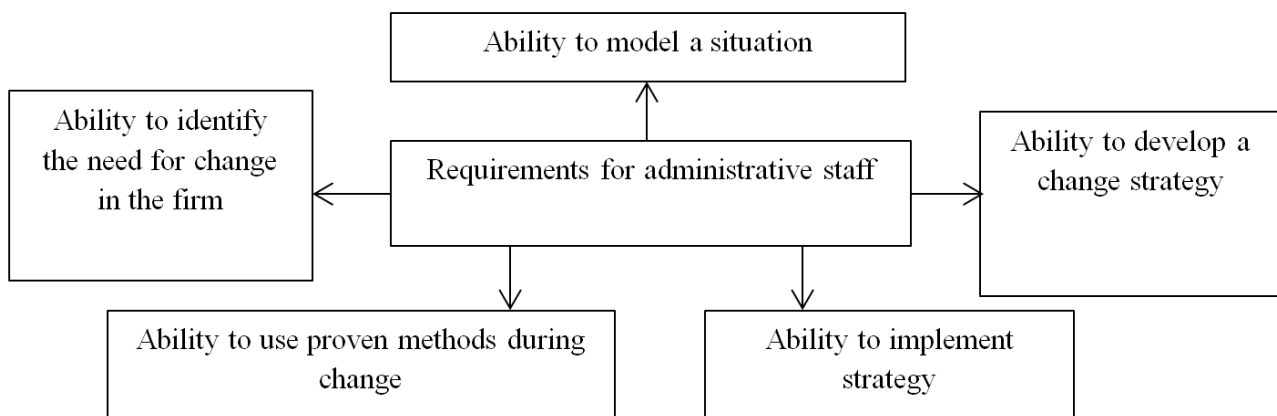 Ability to model a situation
Ability to identify
the need for change
in the firm
Requirements for administrative staff
Ability to develop a
change strategy
Ability to use proven methods during
change
Ability to implement
strategy